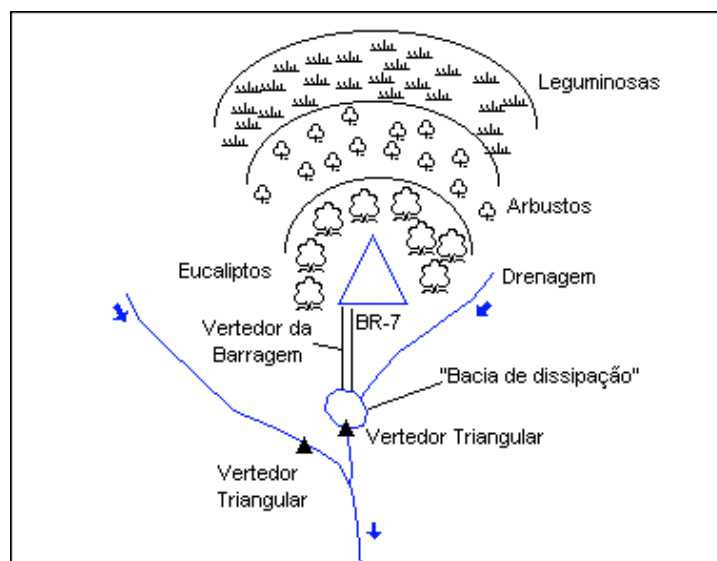 Leguminosas
Arbustos
Eucaliptos
Drenagem
Vertedor da
Barragem
BR-7
"Bacia de dissipação"
Vertedor Triangular
Vertedor
Triangular